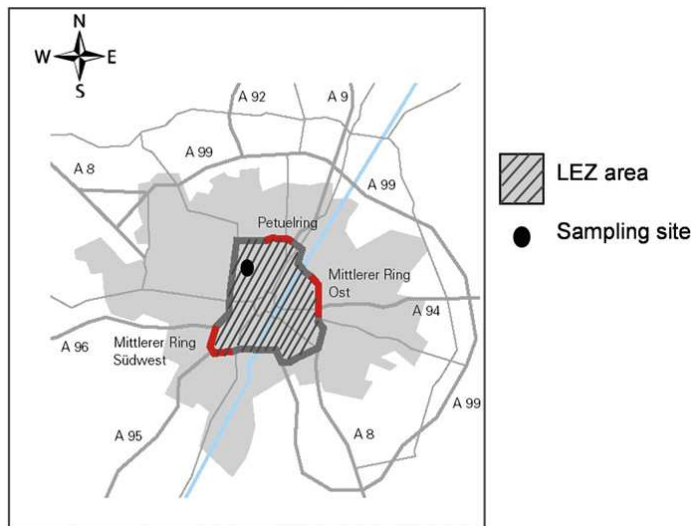 N
W E
S
A 92
A 9
A 99
A 8
A 99
Petuelring
Mittlerer Ring
Ost
A 94
Mittlerer Ring
Südwest
A 96
A 99
A 95
A 8
LEZ area
Sampling site